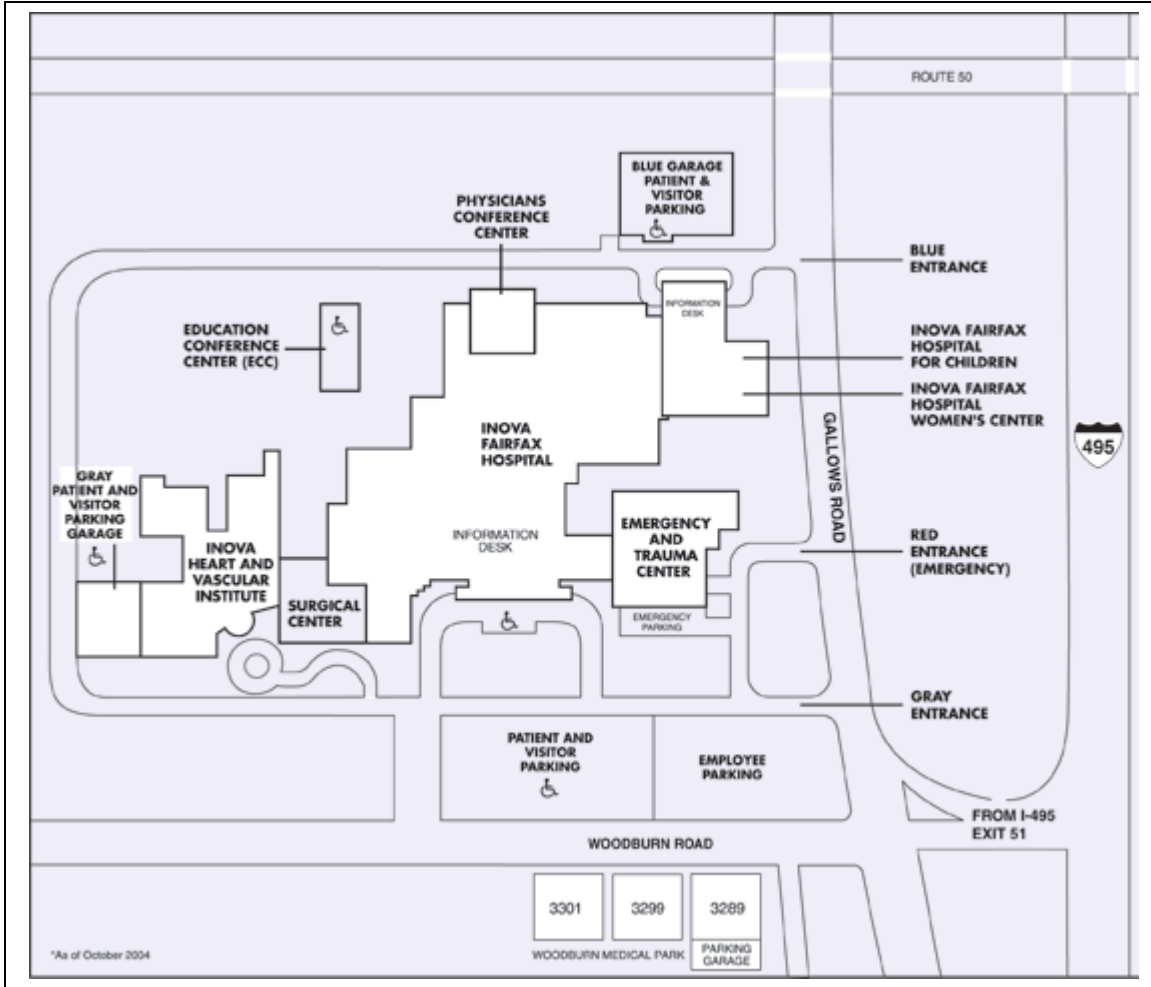 ROUTE 50
BLUE GARAGE
PATIENT &
VISITOR
PARKING
PHYSICIANS
CONFERENCE
CENTER
BLUE
ENTRANCE
INFORMATION
DESK
EDUCATION
CONFERENCE
CENTER (ECC)
INOVA FAIRFAX
HOSPITAL
FOR CHILDREN
INOVA FAIRFAX
HOSPITAL
WOMEN'S CENTER
INOVA
FAIRFAX
HOSPITAL
GALLOWS ROAD
495
GRAY
PATIENT AND
VISITOR
PARKING
GARAGE
INFORMATION
DESK
EMERGENCY
AND
TRAUMA
CENTER
RED
ENTRANCE
(EMERGENCY)
INOVA
HEART AND
VASCULAR
INSTITUTE
SURGICAL
CENTER
EMERGENCY
PARKING
GRAY
ENTRANCE
PATIENT AND
VISITOR
PARKING
EMPLOYEE
PARKING
FROM I-495
EXIT 51
WOODBURN ROAD
3301
3299
3289
*As of October 2004
WOODBURN MEDICAL PARK
PARKING
GARAGE